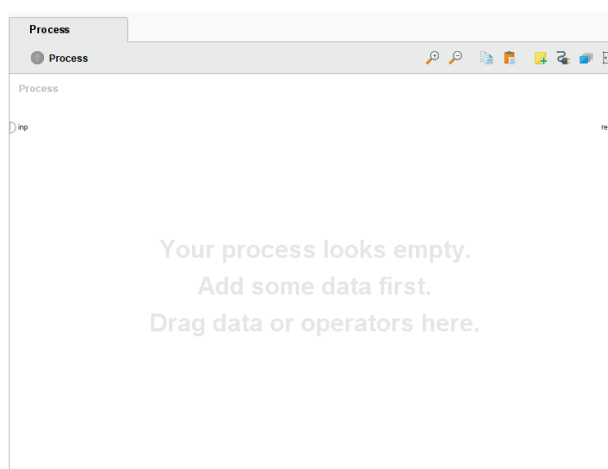 Process
Process
Process
inp
re
Your process looks empty.
Add some data first.
Drag data or operators here.